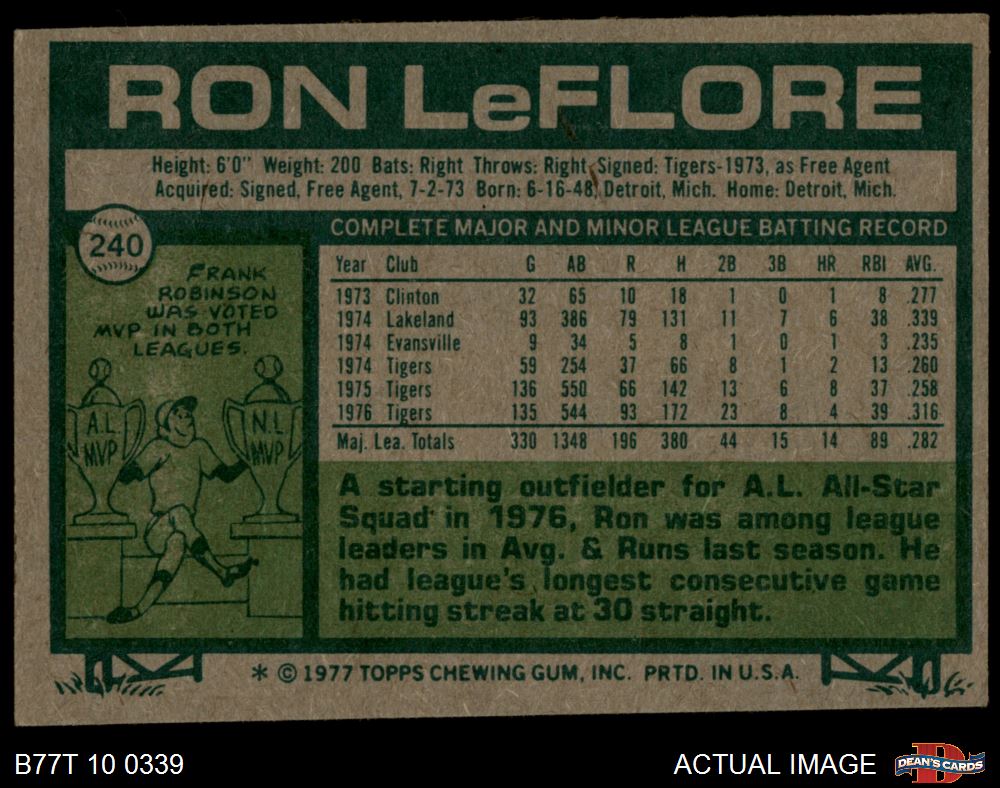 RON LeFLORE
Height: 6'0" Weight: 200 Bats: Right Throws: Right Signed: Tigers-1973, as Free Agent
Acquired: Signed, Free Agent, 7-2-73 Born: 6-16-48, Detroit, Mich. Home: Detroit, Mich.
240
FRANK
ROBINSON
WAS VOTED
MVP IN BOTH
LEAGUES.
A.L.
MVP
N.L
MVP
COMPLETE MAJOR AND MINOR LEAGUE BATTING RECORD
Year Club G AB R H 2B 3B HR RBI AVG.
1973 Clinton 32 65 10 18 1 0 1 8 .277
1974 Lakeland 93 386 79 131 11 7 6 38 .339
1974 Evansville 9 34 5 8 1 0 1 3 .235
1974 Tigers 59 254 37 66 8 1 2 13 .260
1975 Tigers 136 550 66 142 13 6 8 37 .258
1976 Tigers 135 544 93 172 23 8 4 39 .316
Maj. Lea. Totals 330 1348 196 380 44 15 14 89 .282
A starting outfielder for A.L. All-Star
Squad in 1976, Ron was among league
leaders in Avg. & Runs last season. He
had league's longest consecutive game
hitting streak at 30 straight.
* © 1977 TOPPS CHEWING GUM, INC. PRTD. IN U.S.A.
B77T 10 0339
ACTUAL IMAGE
DEAN'S CARDS